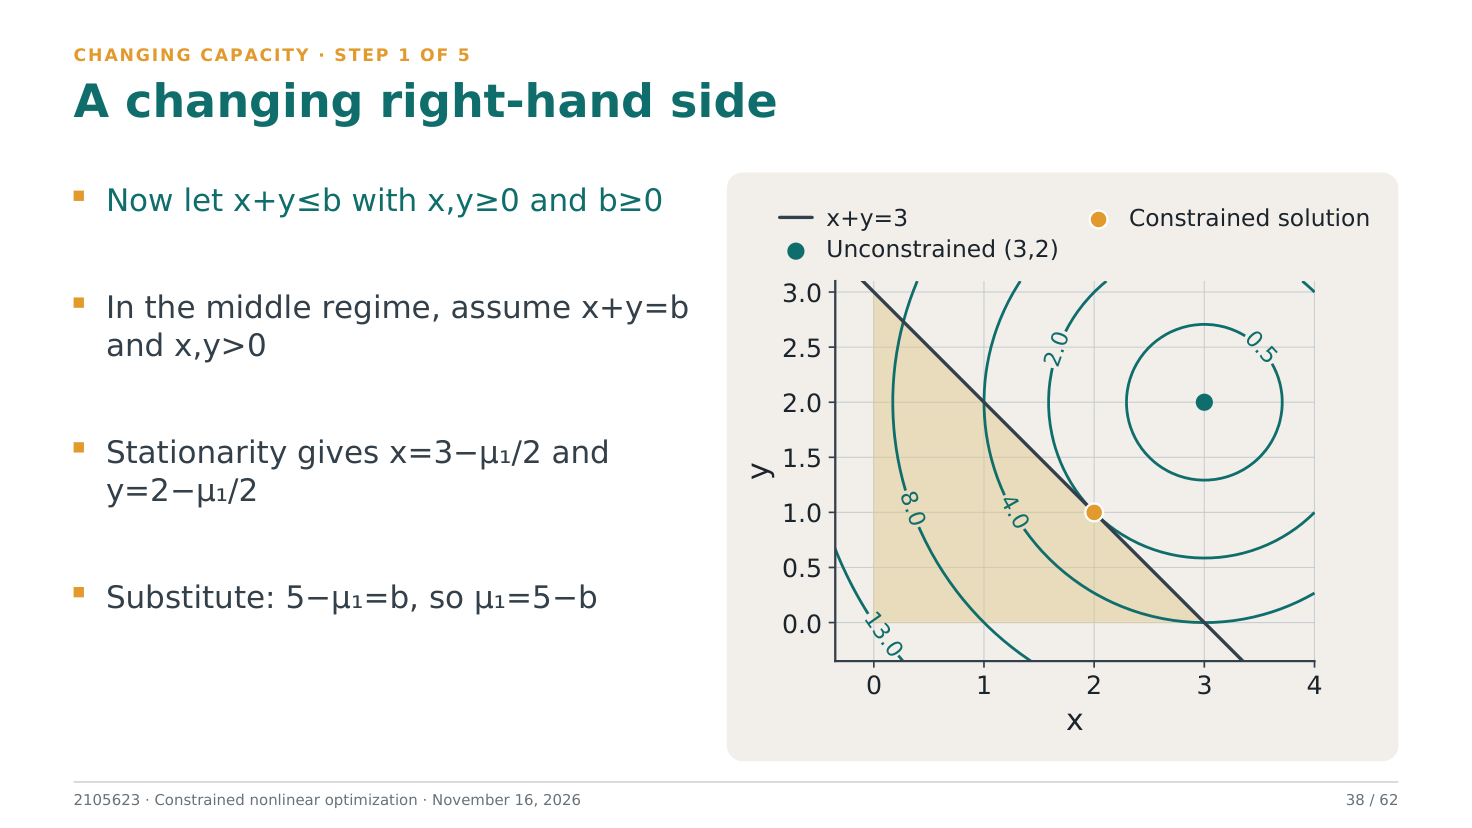 CHANGING CAPACITY · STEP 1 OF 5
A changing right-hand side
Now let x+y≤b with x,y≥0 and b≥0
In the middle regime, assume x+y=b
and x,y>0
Stationarity gives x=3−μ₁/2 and
y=2−μ₁/2
Substitute: 5−μ₁=b, so μ₁=5−b
x+y=3
Constrained solution
Unconstrained (3,2)
3.0
2.5
2.0
1.5
1.0
0.5
0.0
y
2.0
0.5
8.0
4.0
13.0
0 1 2 3 4
x
2105623 · Constrained nonlinear optimization · November 16, 2026
38 / 62